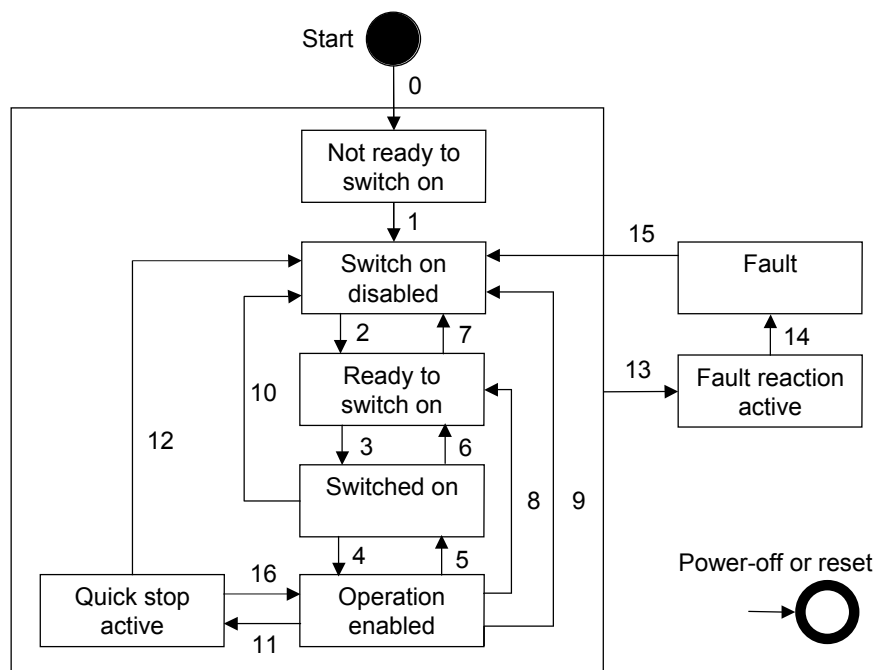 Start
0
Not ready to
switch on
1
15
Switch on
disabled
Fault
2
7
14
10
Ready to
switch on
13
Fault reaction
active
12
3
6
Switched on
8
9
4
5
16
Power-off or reset
Quick stop
active
11
Operation
enabled